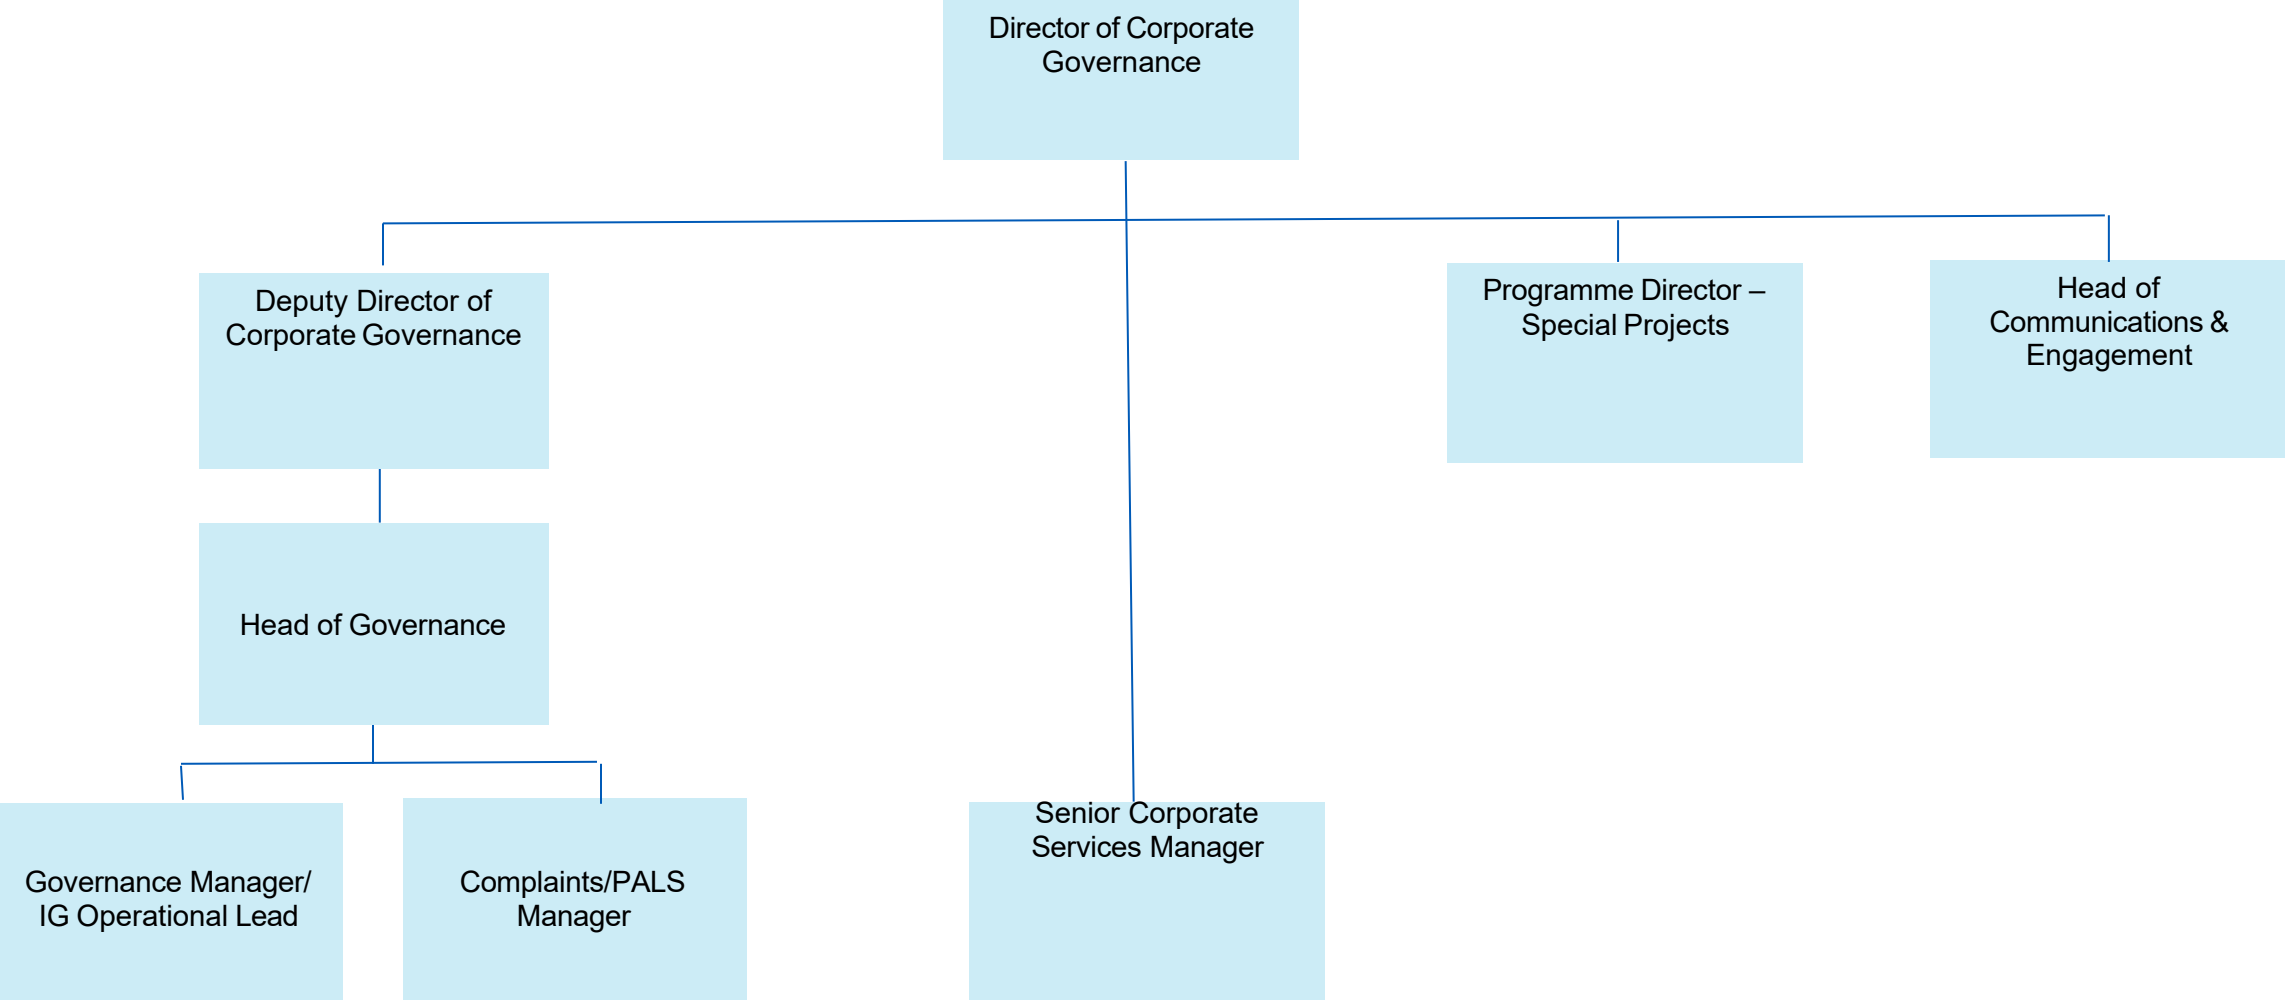 Director of Corporate
Governance
Deputy Director of
Corporate Governance
Programme Director –
Special Projects
Head of
Communications &
Engagement
Head of Governance
Governance Manager/
IG Operational Lead
Complaints/PALS
Manager
Senior Corporate
Services Manager